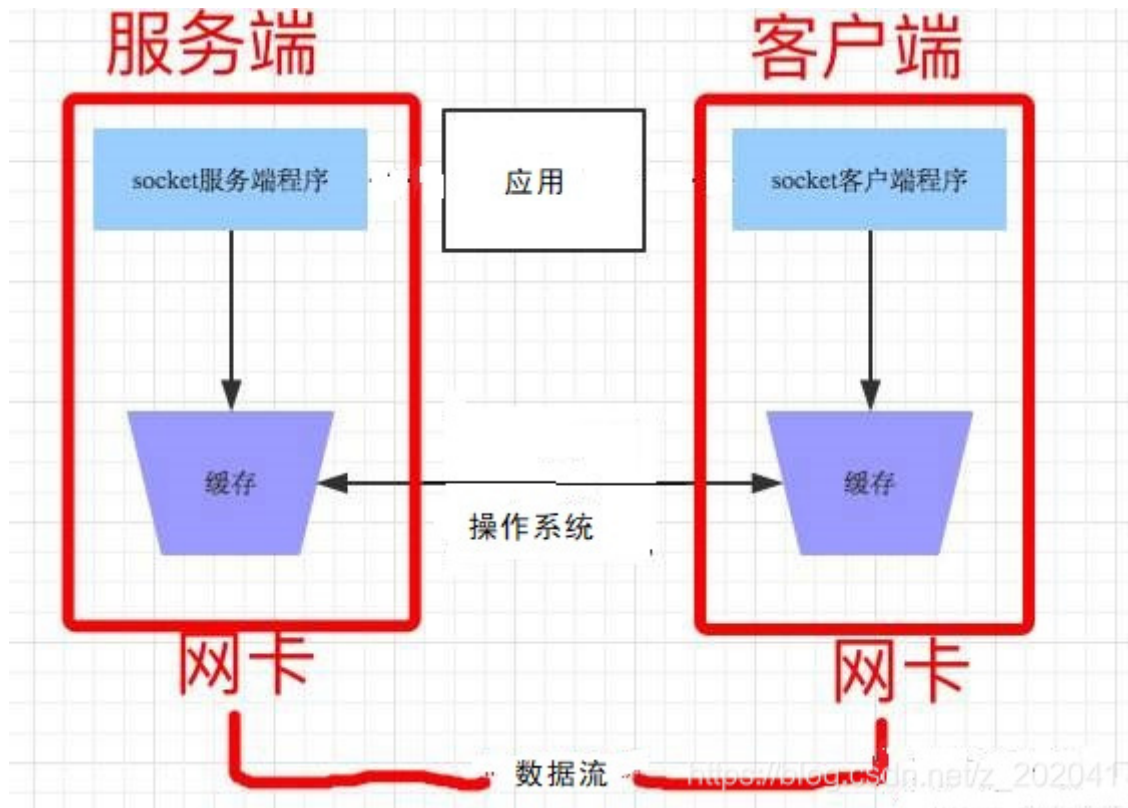 服务端
客户端
socket服务端程序
应用
socket客户端程序
缓存
缓存
操作系统
网卡
网卡
数据流
https://blog.csdn.net/z_202041